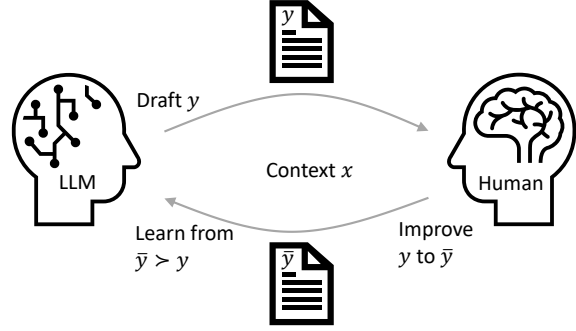 y
Draft y
LLM
Context x
Human
Learn from
ȳ ≻ y
ȳ
Improve
y to ȳ